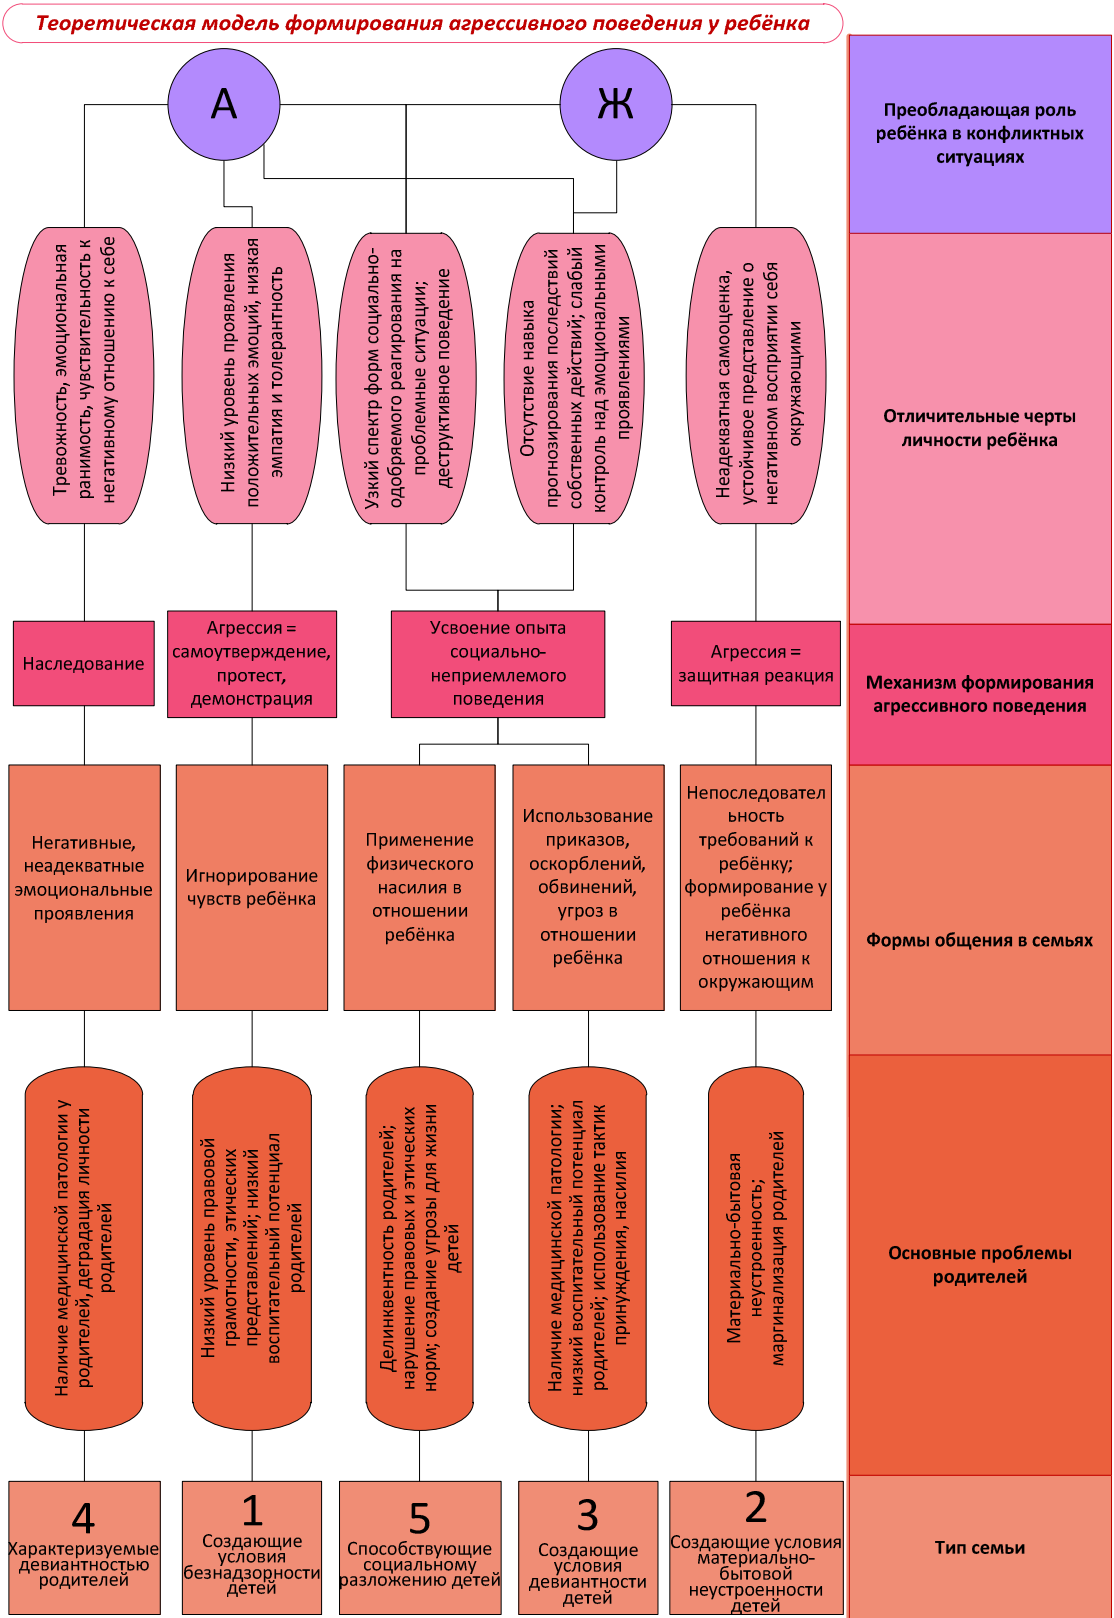 Теоретическая модель формирования агрессивного поведения у ребёнка
А
Ж
Преобладающая роль
ребёнка в конфликтных
ситуациях
Тревожность, эмоциональная
ранимость, чувствительность к
негативному отношению к себе
Низкий уровень проявления
положительных эмоций, низкая
эмпатия и толерантность
Узкий спектр форм социально-
одобряемого реагирования на
проблемные ситуации;
деструктивное поведение
Отсутствие навыка
прогнозирования последствий
собственных действий; слабый
контроль над эмоциональными
проявлениями
Неадекватная самооценка,
устойчивое представление о
негативном восприятии себя
окружающими
Отличительные черты
личности ребёнка
Наследование
Агрессия =
самоутверждение,
протест,
демонстрация
Усвоение опыта
социально-
неприемлемого
поведения
Агрессия =
защитная реакция
Механизм формирования
агрессивного поведения
Негативные,
неадекватные
эмоциональные
проявления
Игнорирование
чувств ребёнка
Применение
физического
насилия в
отношении
ребёнка
Использование
приказов,
оскорблений,
обвинений,
угроз в
отношении
ребёнка
Непоследовател
ьность
требований к
ребёнку;
формирование у
ребёнка
негативного
отношения к
окружающим
Формы общения в семьях
Наличие медицинской патологии у
родителей, деградация личности
родителей
Низкий уровень правовой
грамотности, этических
представлений; низкий
воспитательный потенциал
родителей
Делинквентность родителей;
нарушение правовых и этических
норм; создание угрозы для жизни
детей
Наличие медицинской патологии;
низкий воспитательный потенциал
родителей; использование тактик
принуждения, насилия
Материально-бытовая
неустроенность;
маргинализация родителей
Основные проблемы
родителей
4
Характеризуемые
девиантностью
родителей
1
Создающие
условия
безнадзорности
детей
5
Способствующие
социальному
разложению детей
3
Создающие
условия
девиантности
детей
2
Создающие условия
материально-
бытовой
неустроенности
детей
Тип семьи